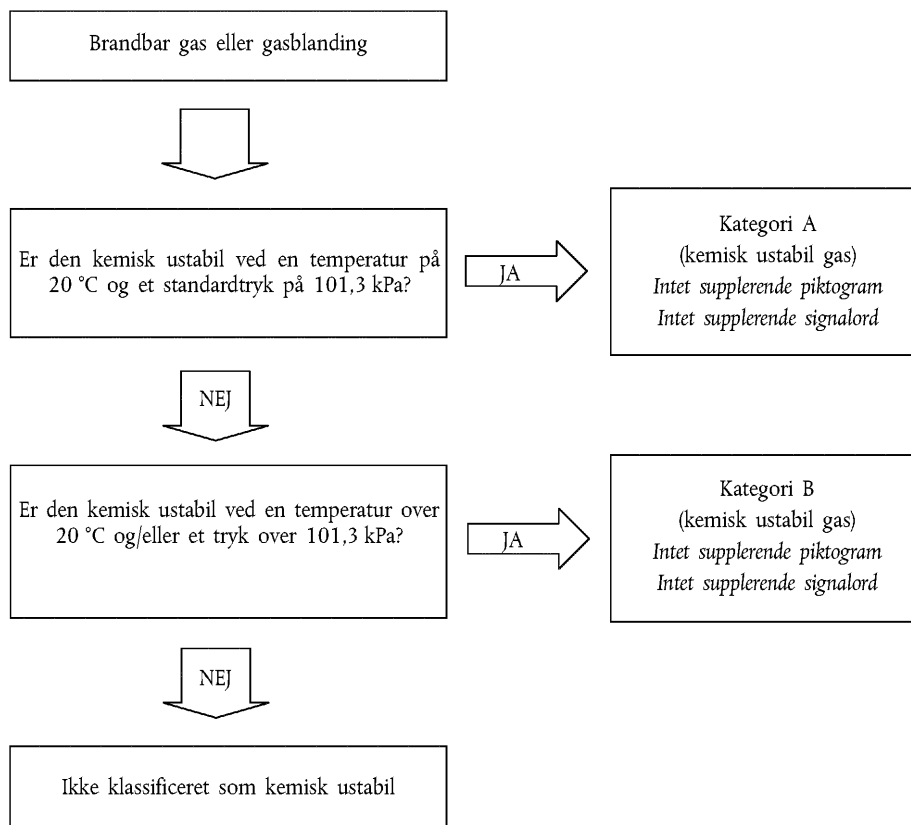 Brandbar gas eller gasblanding
Er den kemisk ustabil ved en temperatur på
20 °C og et standardtryk på 101,3 kPa?
JA
Kategori A
(kemisk ustabil gas)
Intet supplerende piktogram
Intet supplerende signalord
NEJ
Er den kemisk ustabil ved en temperatur over
20 °C og/eller et tryk over 101,3 kPa?
JA
Kategori B
(kemisk ustabil gas)
Intet supplerende piktogram
Intet supplerende signalord
NEJ
Ikke klassificeret som kemisk ustabil